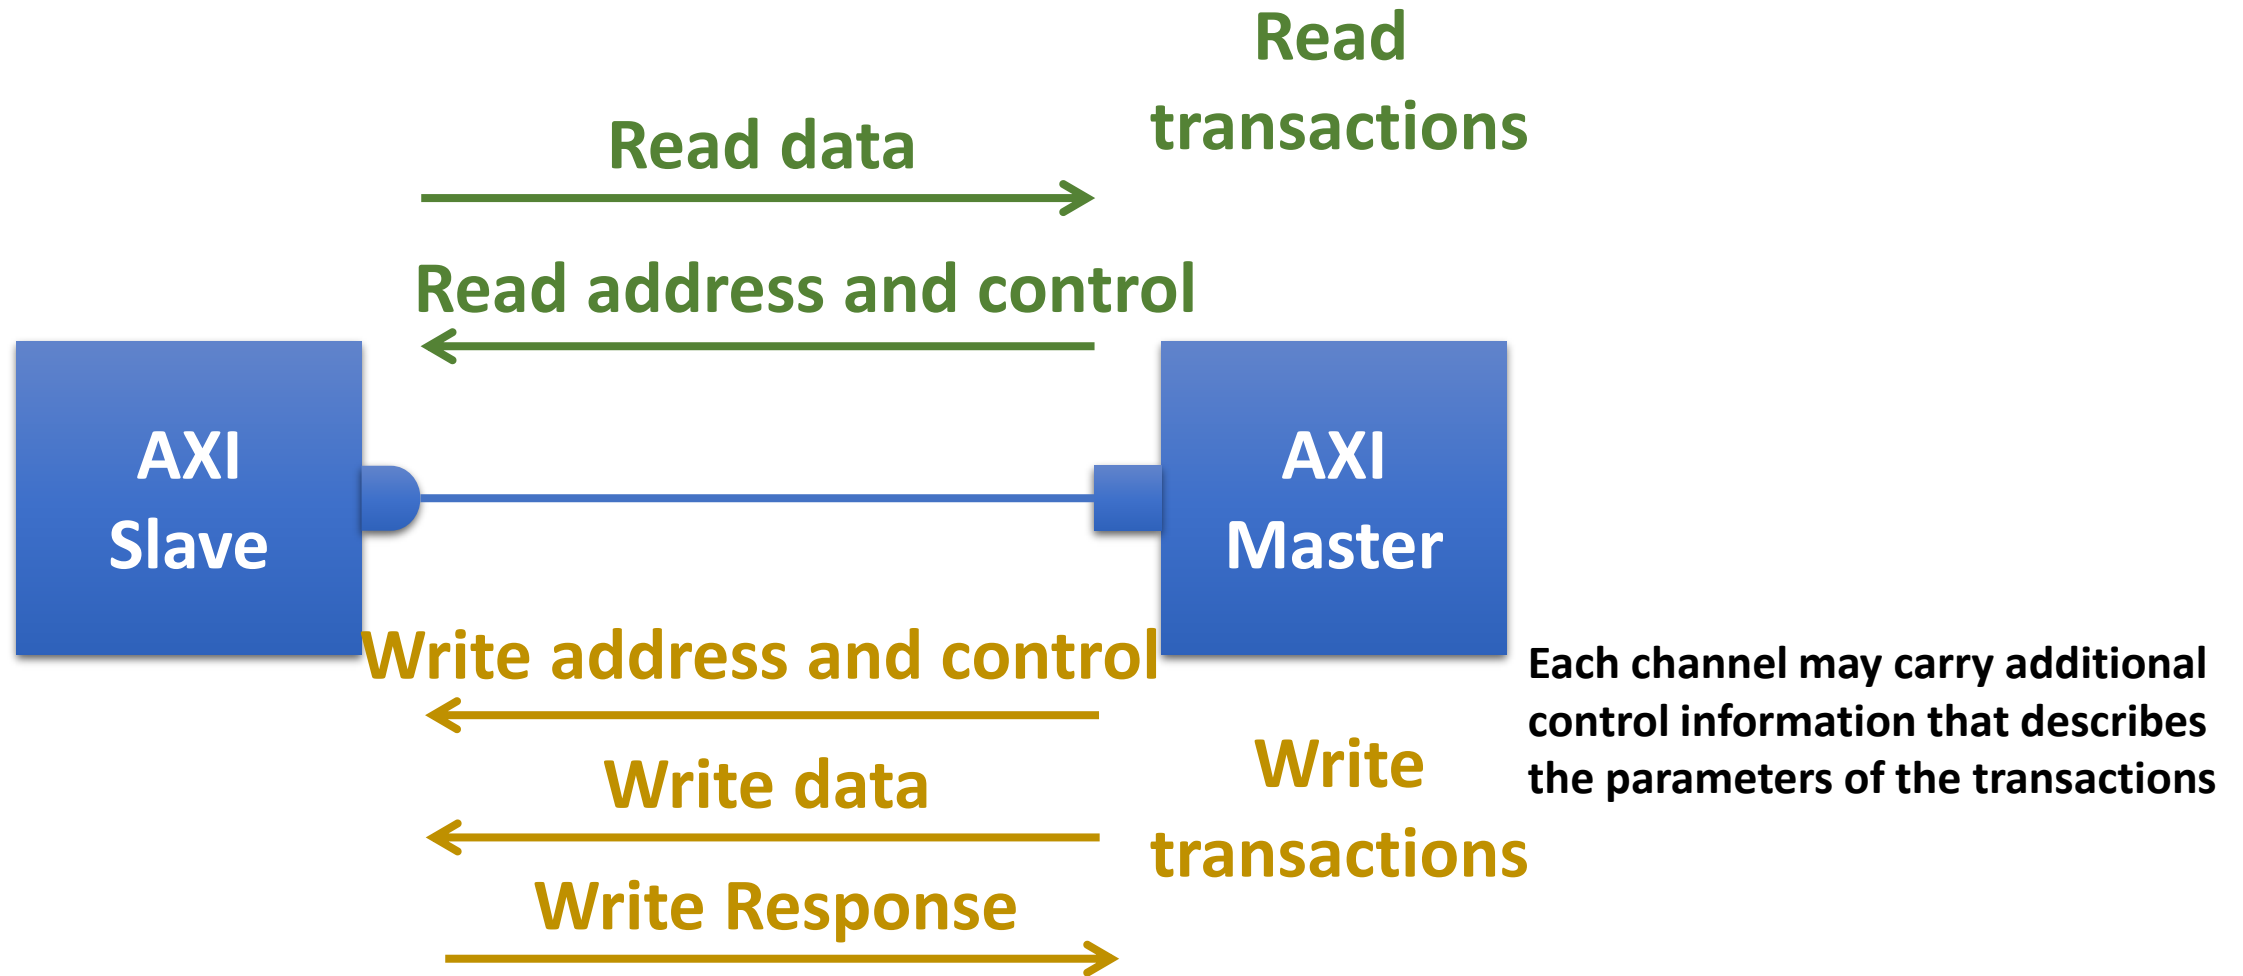 Read
transactions
Read data
Read address and control
AXI
Slave
AXI
Master
Write address and control
Each channel may carry additional
control information that describes
the parameters of the transactions
Write data
Write
transactions
Write Response